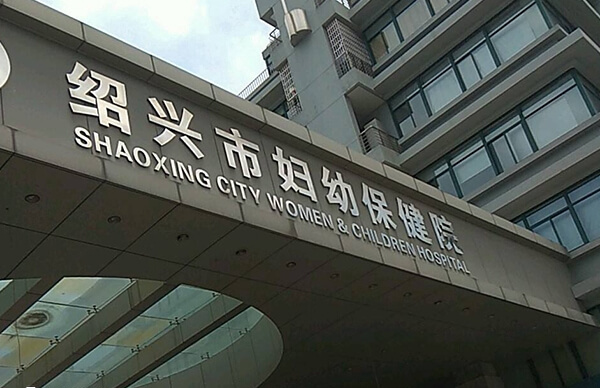 绍兴市妇幼保健院
SHAOXING CITY WOMEN & CHILDREN HOSPITAL